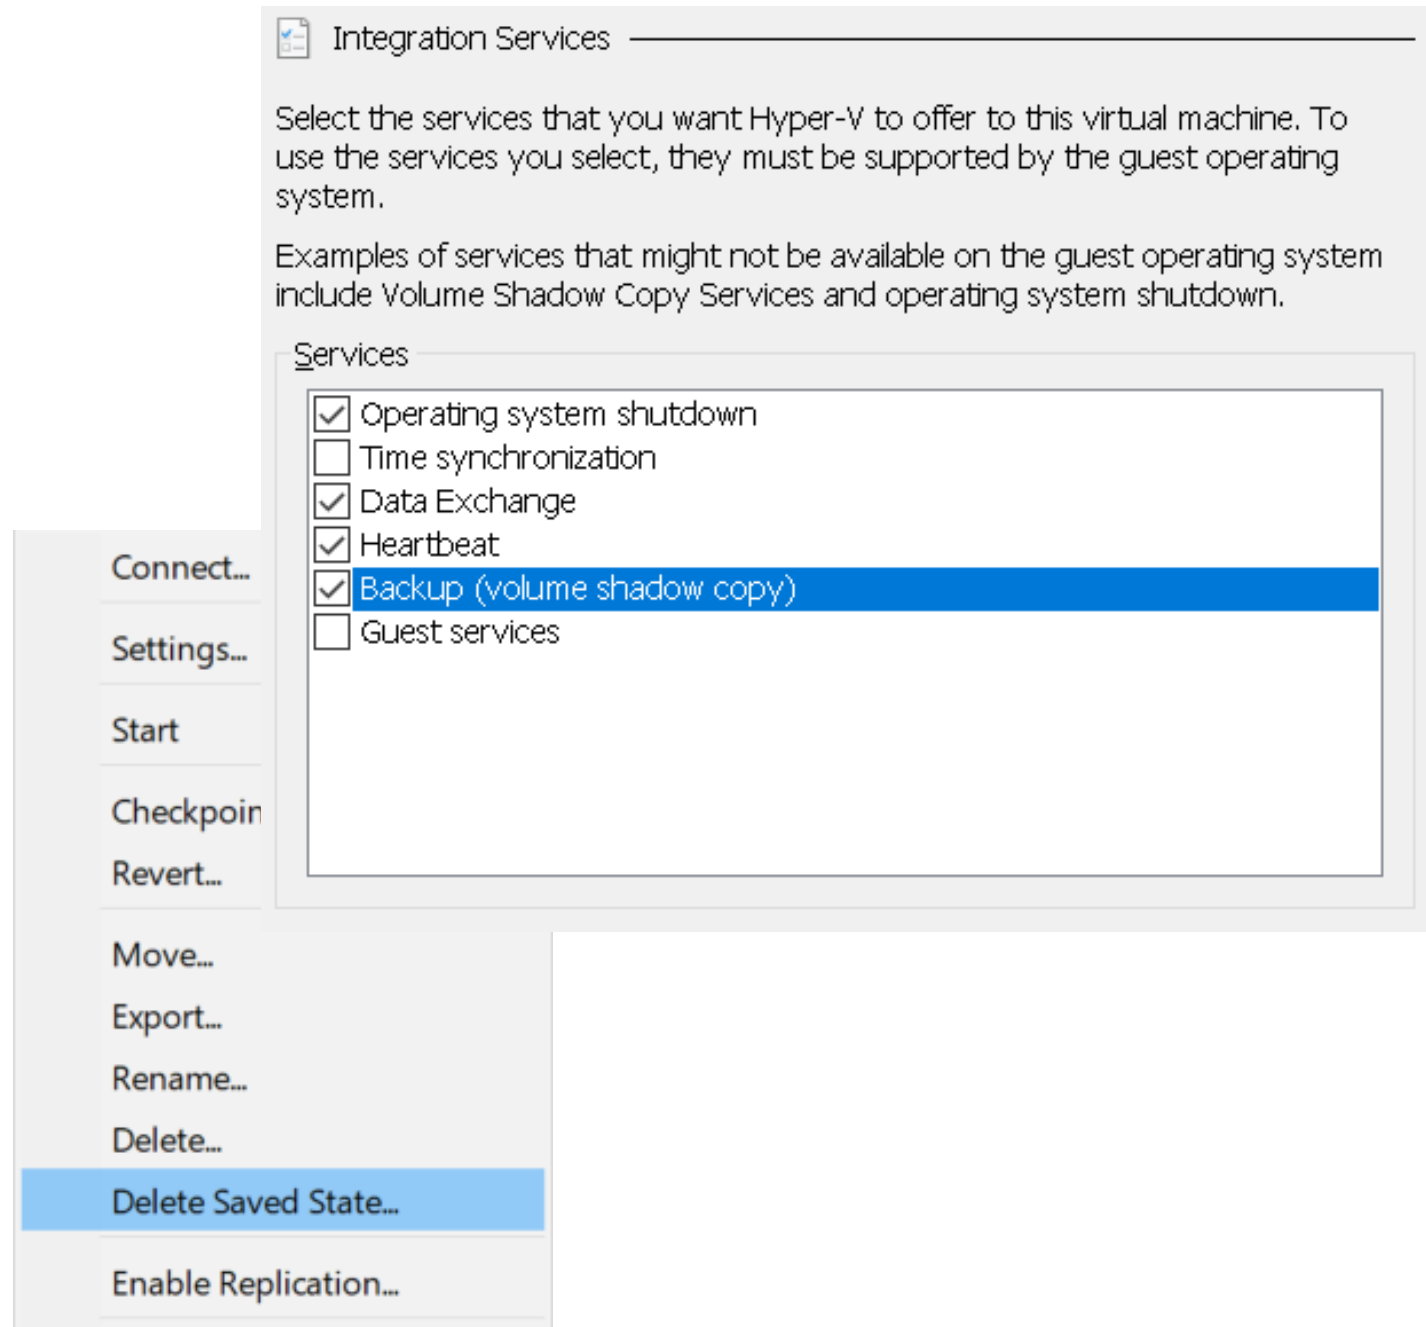 Integration Services
Select the services that you want Hyper-V to offer to this virtual machine. To
use the services you select, they must be supported by the guest operating
system.
Examples of services that might not be available on the guest operating system
include Volume Shadow Copy Services and operating system shutdown.
Services
Operating system shutdown
Time synchronization
Data Exchange
Heartbeat
Backup (volume shadow copy)
Guest services
Connect...
Settings...
Start
Checkpoin
Revert...
Move...
Export...
Rename...
Delete...
Delete Saved State...
Enable Replication...